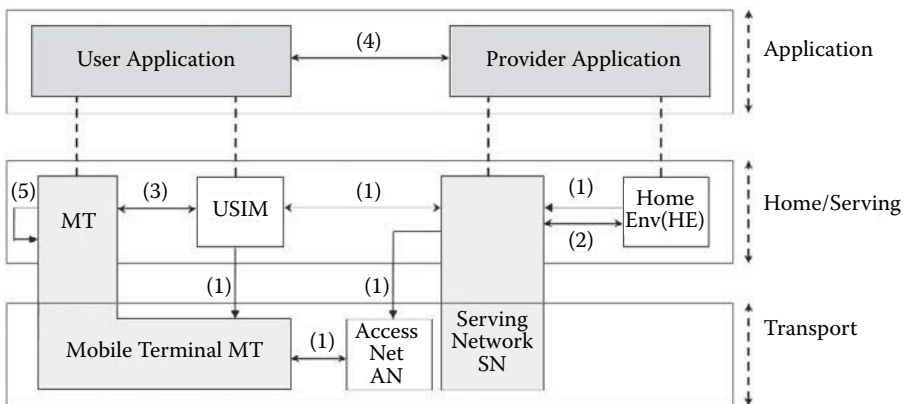 (4)
User Application
Provider Application
Application
(5)
(3)
(1)
(1)
MT
USIM
Home
Env(HE)
(2)
Home/Serving
(1)
(1)
Mobile Terminal MT
(1)
Access
Net
AN
Serving
Network
SN
Transport